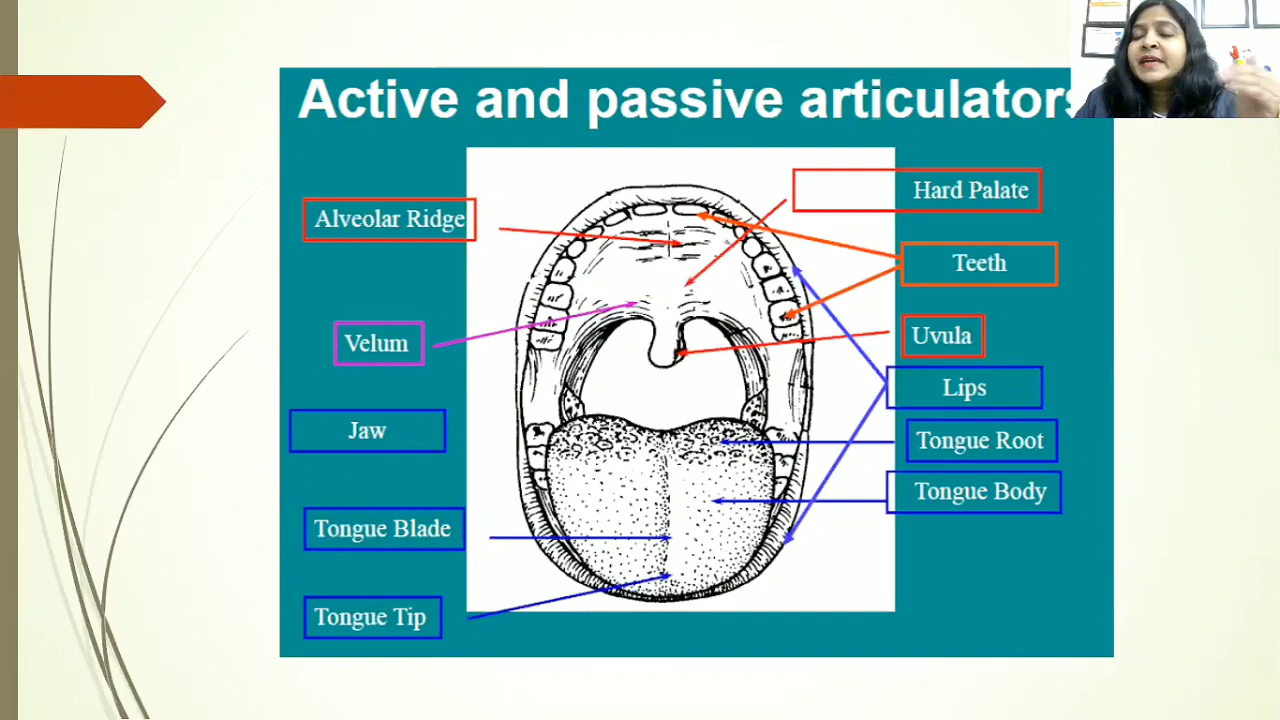 Active and passive articulators
Alveolar Ridge
Hard Palate
Teeth
Velum
Uvula
Lips
Jaw
Tongue Root
Tongue Body
Tongue Blade
Tongue Tip